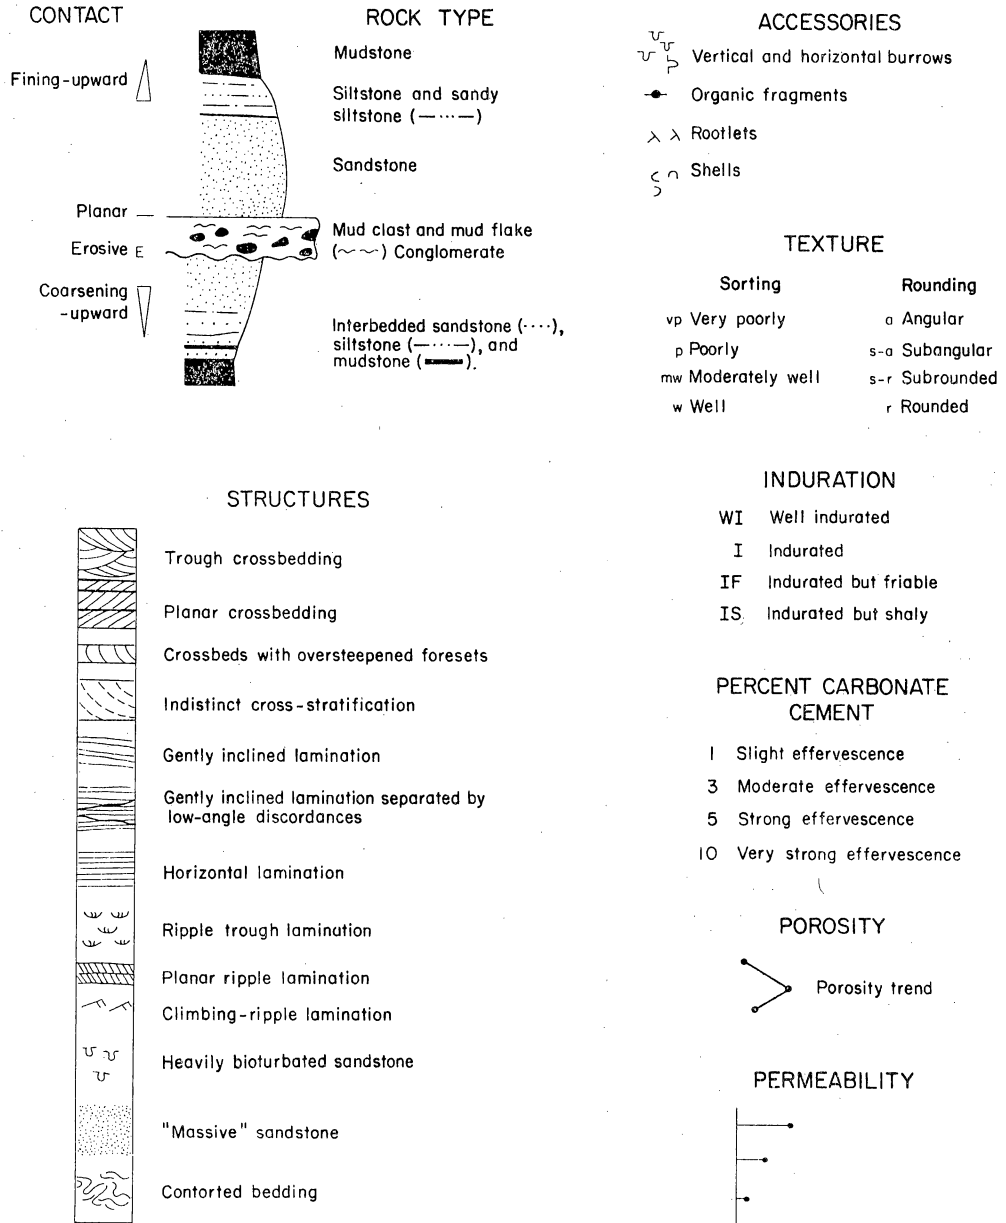 CONTACT
Fining-upward
Planar
Erosive E
Coarsening
-upward
ROCK TYPE
Mudstone
Siltstone and sandy
siltstone (—···—)
Sandstone
Mud clast and mud flake
(~~) Conglomerate
Interbedded sandstone (····),
siltstone (—···—), and
mudstone (▬).
ACCESSORIES
Vertical and horizontal burrows
Organic fragments
Rootlets
Shells
TEXTURE
Sorting
vp Very poorly
p Poorly
mw Moderately well
w Well
Rounding
a Angular
s-a Subangular
s-r Subrounded
r Rounded
STRUCTURES
Trough crossbedding
Planar crossbedding
Crossbeds with oversteepened foresets
Indistinct cross-stratification
Gently inclined lamination
Gently inclined lamination separated by
low-angle discordances
Horizontal lamination
Ripple trough lamination
Planar ripple lamination
Climbing-ripple lamination
Heavily bioturbated sandstone
"Massive" sandstone
Contorted bedding
INDURATION
WI Well indurated
I Indurated
IF Indurated but friable
IS Indurated but shaly
PERCENT CARBONATE
CEMENT
1 Slight effervescence
3 Moderate effervescence
5 Strong effervescence
10 Very strong effervescence
POROSITY
Porosity trend
PERMEABILITY